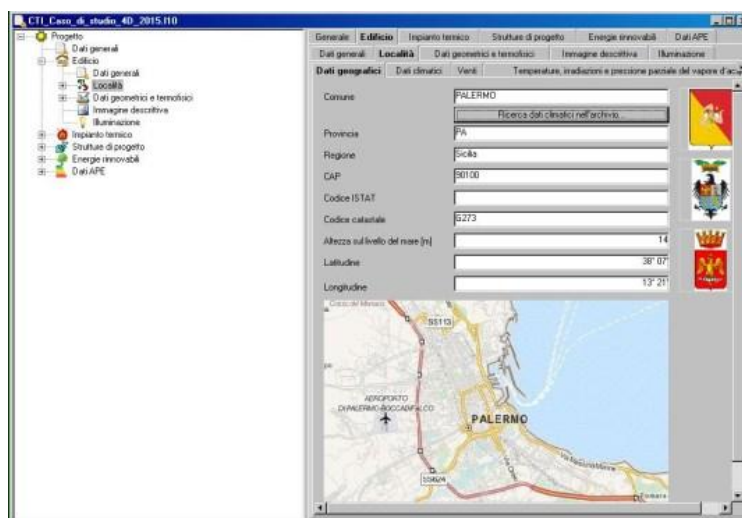 CTI_Caso_di_studio_4D_2015.I10
Progetto
Dati generali
Edificio
Dati generali
Località
Dati geometrici e termofisici
Immagine descrittiva
Illuminazione
Impianto termico
Strutture di progetto
Energie rinnovabili
Dati APE
Generale Edificio Impianto termico Strutture di progetto Energie rinnovabili Dati APE
Dati generali Località Dati geometrici e termofisici Immagine descrittiva Illuminazione
Dati geografici Dati climatici Venti Temperature, irradiazioni e pressione parziale del vapore d'ac
Comune PALERMO
Ricerca dati climatici nell'archivio...
Provincia PA
Regione Sicilia
CAP 90100
Codice ISTAT
Codice catastale G273
Altezza sul livello del mare [m] 14
Latitudine 38° 07'
Longitudine 13° 21'
SS113
AEROPORTO
DI PALERMO-BOCCADIFALCO
PALERMO
SS624